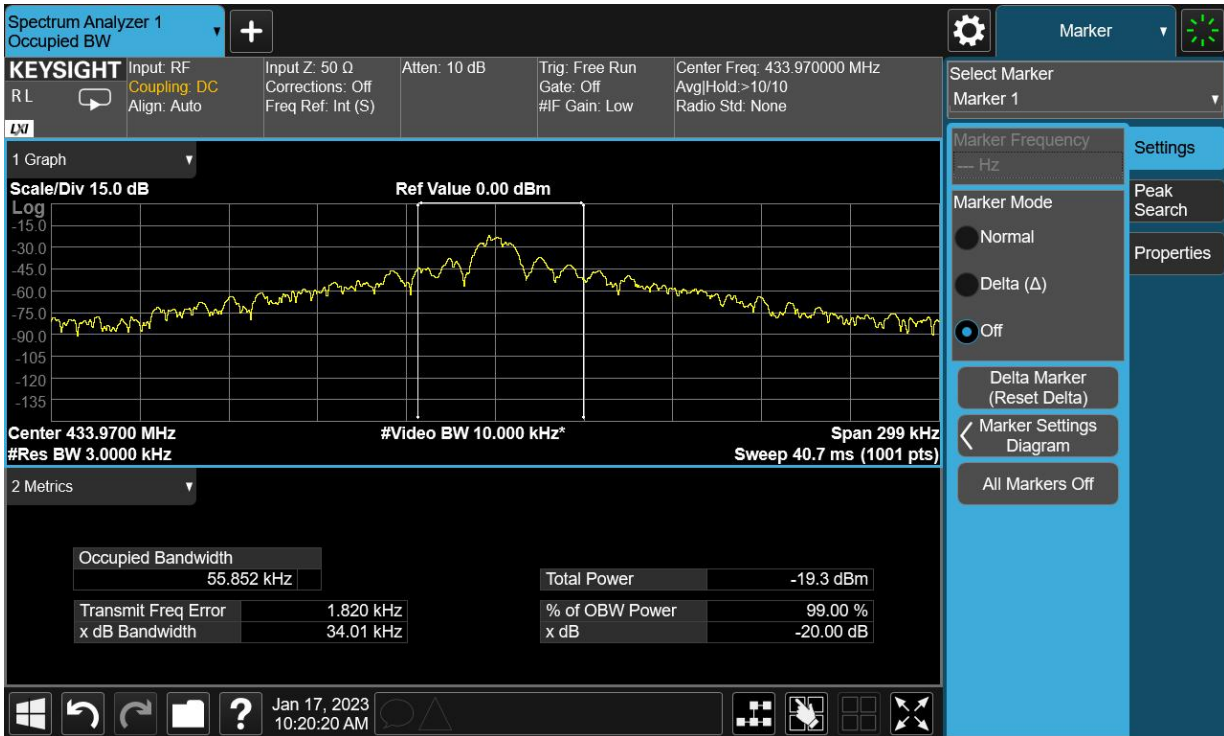 Spectrum Analyzer 1
Occupied BW
+
Marker
KEYSIGHT
R L
LXI
Input: RF
Coupling: DC
Align: Auto
Input Z: 50 Ω
Corrections: Off
Freq Ref: Int (S)
Atten: 10 dB
Trig: Free Run
Gate: Off
#IF Gain: Low
Center Freq: 433.970000 MHz
Avg|Hold:>10/10
Radio Std: None
Select Marker
Marker 1
Marker Frequency
--- Hz
Marker Mode
Normal
Delta (Δ)
Off
Delta Marker
(Reset Delta)
Marker Settings
Diagram
All Markers Off
Settings
Peak
Search
Properties
1 Graph
Scale/Div 15.0 dB
Ref Value 0.00 dBm
Log
-15.0
-30.0
-45.0
-60.0
-75.0
-90.0
-105
-120
-135
Center 433.9700 MHz
#Video BW 10.000 kHz*
Span 299 kHz
#Res BW 3.0000 kHz
Sweep 40.7 ms (1001 pts)
2 Metrics
Occupied Bandwidth
55.852 kHz
Total Power -19.3 dBm
Transmit Freq Error 1.820 kHz
% of OBW Power 99.00 %
x dB Bandwidth 34.01 kHz
x dB -20.00 dB
?
Jan 17, 2023
10:20:20 AM